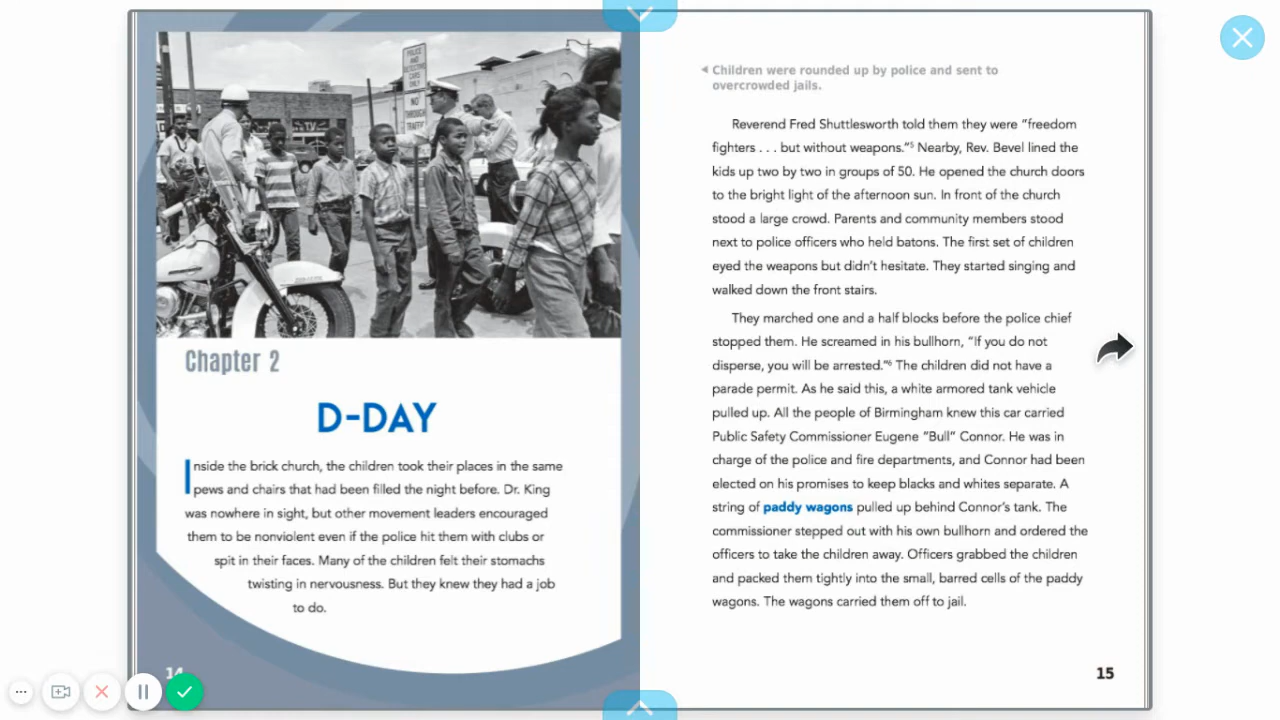 POLICE
AND
DETECTIVE
CARS
ONLY
NO
THROUGH
TRAFFIC
TV
Chapter 2
D-DAY
Inside the brick church, the children took their places in the same
pews and chairs that had been filled the night before. Dr. King
was nowhere in sight, but other movement leaders encouraged
them to be nonviolent even if the police hit them with clubs or
spit in their faces. Many of the children felt their stomachs
twisting in nervousness. But they knew they had a job
to do.
14
Children were rounded up by police and sent to
overcrowded jails.
Reverend Fred Shuttlesworth told them they were “freedom
fighters . . . but without weapons.”⁵ Nearby, Rev. Bevel lined the
kids up two by two in groups of 50. He opened the church doors
to the bright light of the afternoon sun. In front of the church
stood a large crowd. Parents and community members stood
next to police officers who held batons. The first set of children
eyed the weapons but didn’t hesitate. They started singing and
walked down the front stairs.
They marched one and a half blocks before the police chief
stopped them. He screamed in his bullhorn, “If you do not
disperse, you will be arrested.”⁶ The children did not have a
parade permit. As he said this, a white armored tank vehicle
pulled up. All the people of Birmingham knew this car carried
Public Safety Commissioner Eugene “Bull” Connor. He was in
charge of the police and fire departments, and Connor had been
elected on his promises to keep blacks and whites separate. A
string of paddy wagons pulled up behind Connor’s tank. The
commissioner stepped out with his own bullhorn and ordered the
officers to take the children away. Officers grabbed the children
and packed them tightly into the small, barred cells of the paddy
wagons. The wagons carried them off to jail.
15